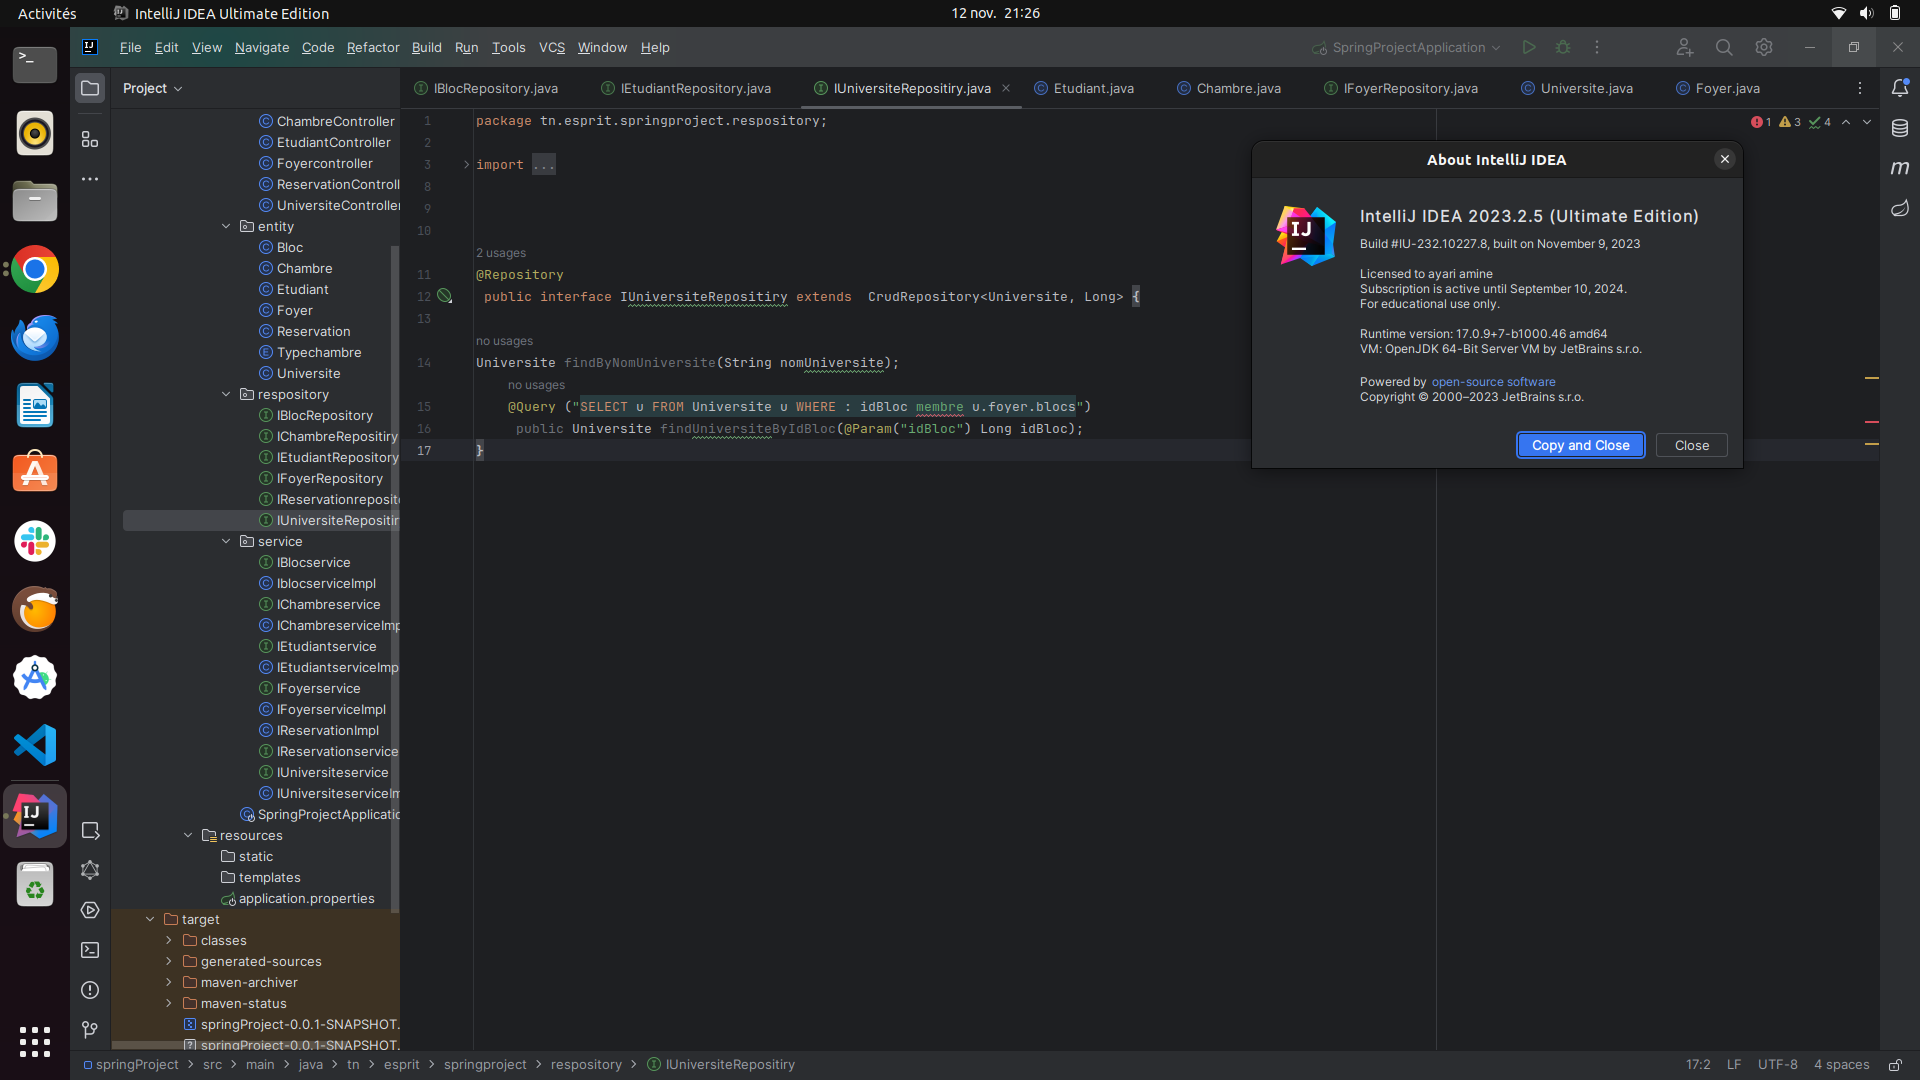 Activités
IntelliJ IDEA Ultimate Edition
12 nov.  21:26
File Edit View Navigate Code Refactor Build Run Tools VCS Window Help
SpringProjectApplication
Project
ChambreController
EtudiantController
Foyercontroller
ReservationControll
UniversiteController
entity
Bloc
Chambre
Etudiant
Foyer
Reservation
Typechambre
Universite
respository
IBlocRepository
IChambreRepositiry
IEtudiantRepository
IFoyerRepository
IReservationreposito
IUniversiteRepositir
service
IBlocservice
IblocserviceImpl
IChambreservice
IChambreserviceImp
IEtudiantservice
IEtudiantserviceImp
IFoyerservice
IFoyerserviceImpl
IReservationImpl
IReservationservice
IUniversiteservice
IUniversiteserviceIm
SpringProjectApplicatio
resources
static
templates
application.properties
target
classes
generated-sources
maven-archiver
maven-status
springProject-0.0.1-SNAPSHOT.
springProject-0.0.1-SNAPSHOT.
IBlocRepository.java IEtudiantRepository.java IUniversiteRepositiry.java Etudiant.java Chambre.java IFoyerRepository.java Universite.java Foyer.java
1 package tn.esprit.springproject.respository;
2
3 import ...
8
9
10
2 usages
11 @Repository
12 public interface IUniversiteRepositiry extends  CrudRepository<Universite, Long> {
13
no usages
14 Universite findByNomUniversite(String nomUniversite);
no usages
15 @Query ("SELECT u FROM Universite u WHERE : idBloc membre u.foyer.blocs")
16 public Universite findUniversiteByIdBloc(@Param("idBloc") Long idBloc);
17 }
1 3 4
About IntelliJ IDEA
IJ
IntelliJ IDEA 2023.2.5 (Ultimate Edition)
Build #IU-232.10227.8, built on November 9, 2023
Licensed to ayari amine
Subscription is active until September 10, 2024.
For educational use only.
Runtime version: 17.0.9+7-b1000.46 amd64
VM: OpenJDK 64-Bit Server VM by JetBrains s.r.o.
Powered by open-source software
Copyright © 2000–2023 JetBrains s.r.o.
Copy and Close
Close
springProject > src > main > java > tn > esprit > springproject > respository > IUniversiteRepositiry
17:2 LF UTF-8 4 spaces